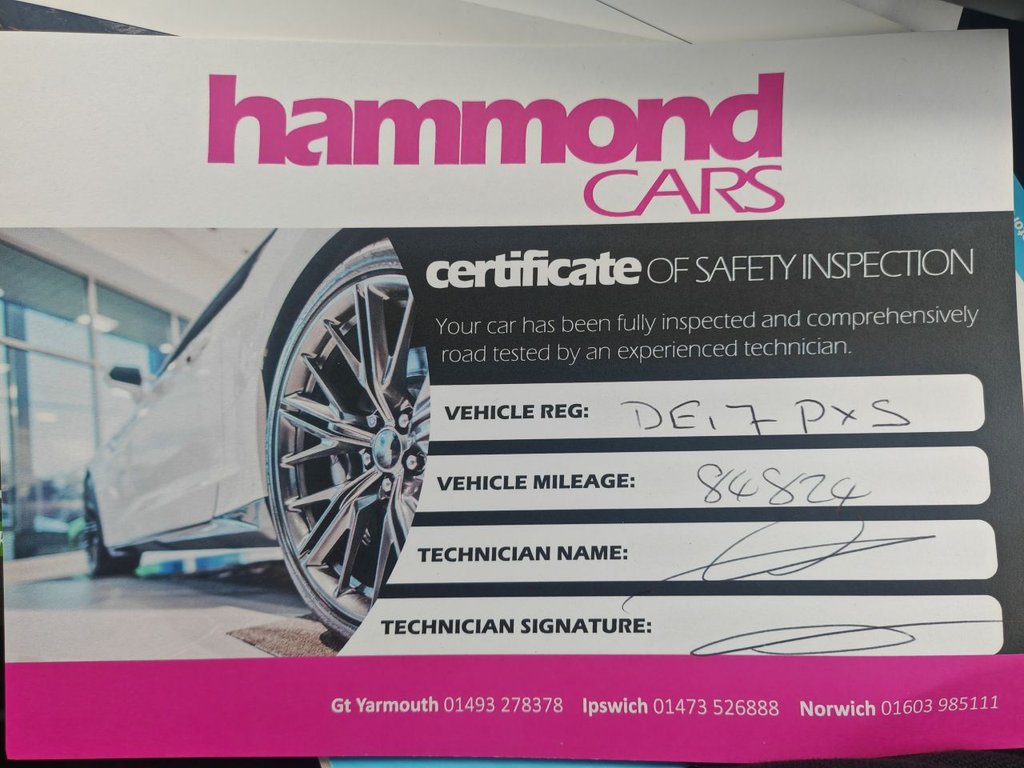 hammond
CARS
certificate OF SAFETY INSPECTION
Your car has been fully inspected and comprehensively
road tested by an experienced technician.
VEHICLE REG: DE17 PXS
VEHICLE MILEAGE: 84824
TECHNICIAN NAME:
TECHNICIAN SIGNATURE:
Gt Yarmouth 01493 278378 Ipswich 01473 526888 Norwich 01603 985111